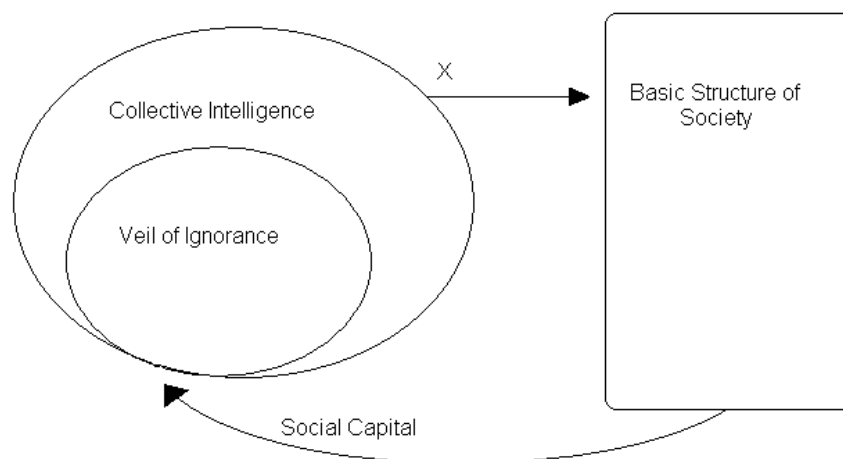 X
Collective Intelligence
Basic Structure of
Society
Veil of Ignorance
Social Capital